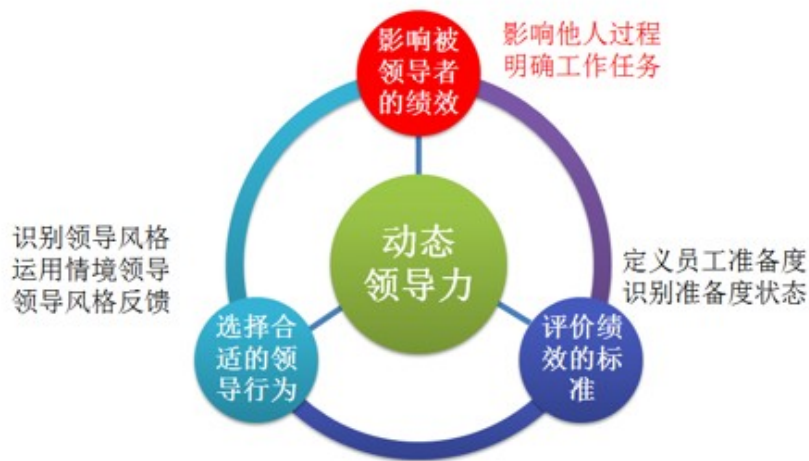 影响被
领导者
的绩效
影响他人过程
明确工作任务
动态
领导力
识别领导风格
运用情境领导
领导风格反馈
定义员工准备度
识别准备度状态
选择合
适的领
导行为
评价绩
效的标
准